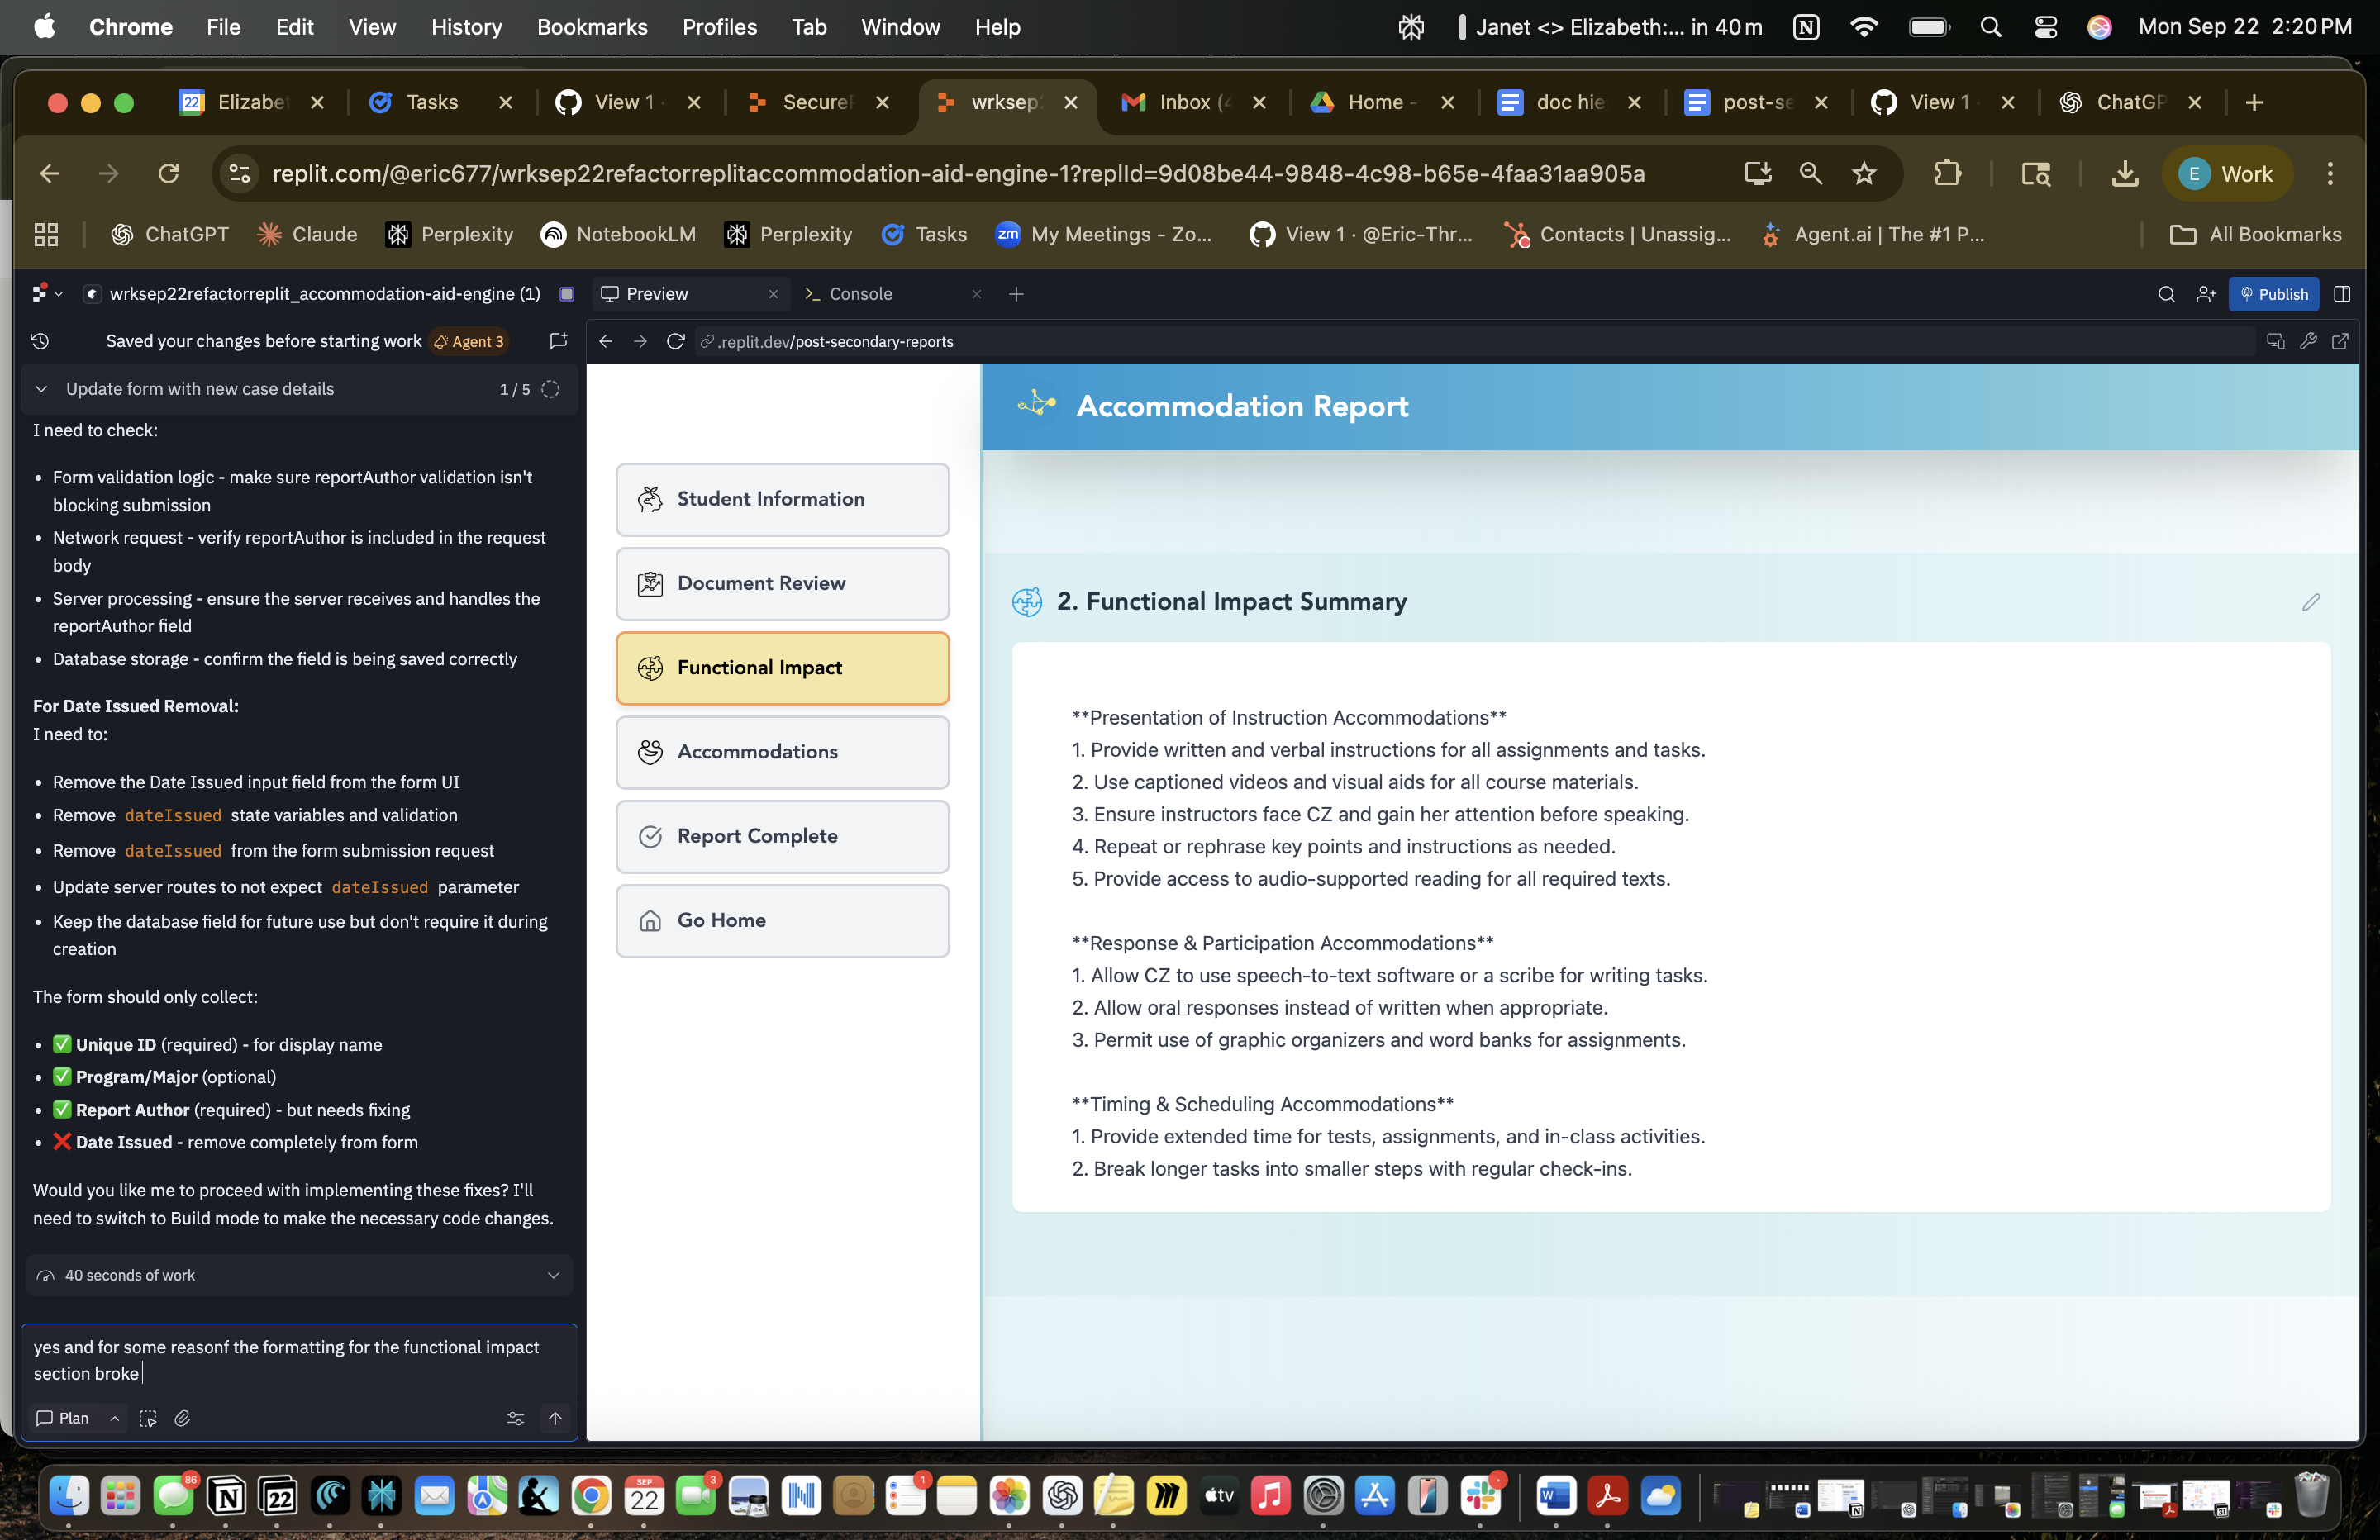 Chrome File Edit View History Bookmarks Profiles Tab Window Help
Janet <> Elizabeth:... in 40 m
Mon Sep 22 2:20 PM
22 Elizabe
Tasks
View 1
Secure
wrksep
Inbox (
Home -
doc hie
post-se
View 1
ChatGP
replit.com/@eric677/wrksep22refactorreplitaccommodation-aid-engine-1?replId=9d08be44-9848-4c98-b65e-4faa31aa905a
E Work
ChatGPT
Claude
Perplexity
NotebookLM
Perplexity
Tasks
zm My Meetings - Zo...
View 1 · @Eric-Thr...
Contacts | Unassig...
Agent.ai | The #1 P...
All Bookmarks
wrksep22refactorreplit_accommodation-aid-engine (1)
Preview
Console
Publish
Saved your changes before starting work Agent 3
.replit.dev/post-secondary-reports
Update form with new case details 1 / 5
I need to check:
• Form validation logic - make sure reportAuthor validation isn't
blocking submission
• Network request - verify reportAuthor is included in the request
body
• Server processing - ensure the server receives and handles the
reportAuthor field
• Database storage - confirm the field is being saved correctly
For Date Issued Removal:
I need to:
• Remove the Date Issued input field from the form UI
• Remove dateIssued state variables and validation
• Remove dateIssued from the form submission request
• Update server routes to not expect dateIssued parameter
• Keep the database field for future use but don't require it during
creation
The form should only collect:
• ✅ Unique ID (required) - for display name
• ✅ Program/Major (optional)
• ✅ Report Author (required) - but needs fixing
• ❌ Date Issued - remove completely from form
Would you like me to proceed with implementing these fixes? I'll
need to switch to Build mode to make the necessary code changes.
40 seconds of work
yes and for some reasonf the formatting for the functional impact
section broke
Plan
Student Information
Document Review
Functional Impact
Accommodations
Report Complete
Go Home
Accommodation Report
2. Functional Impact Summary
**Presentation of Instruction Accommodations**
1. Provide written and verbal instructions for all assignments and tasks.
2. Use captioned videos and visual aids for all course materials.
3. Ensure instructors face CZ and gain her attention before speaking.
4. Repeat or rephrase key points and instructions as needed.
5. Provide access to audio-supported reading for all required texts.
**Response & Participation Accommodations**
1. Allow CZ to use speech-to-text software or a scribe for writing tasks.
2. Allow oral responses instead of written when appropriate.
3. Permit use of graphic organizers and word banks for assignments.
**Timing & Scheduling Accommodations**
1. Provide extended time for tests, assignments, and in-class activities.
2. Break longer tasks into smaller steps with regular check-ins.
86
22
SEP
22
3
1
tv